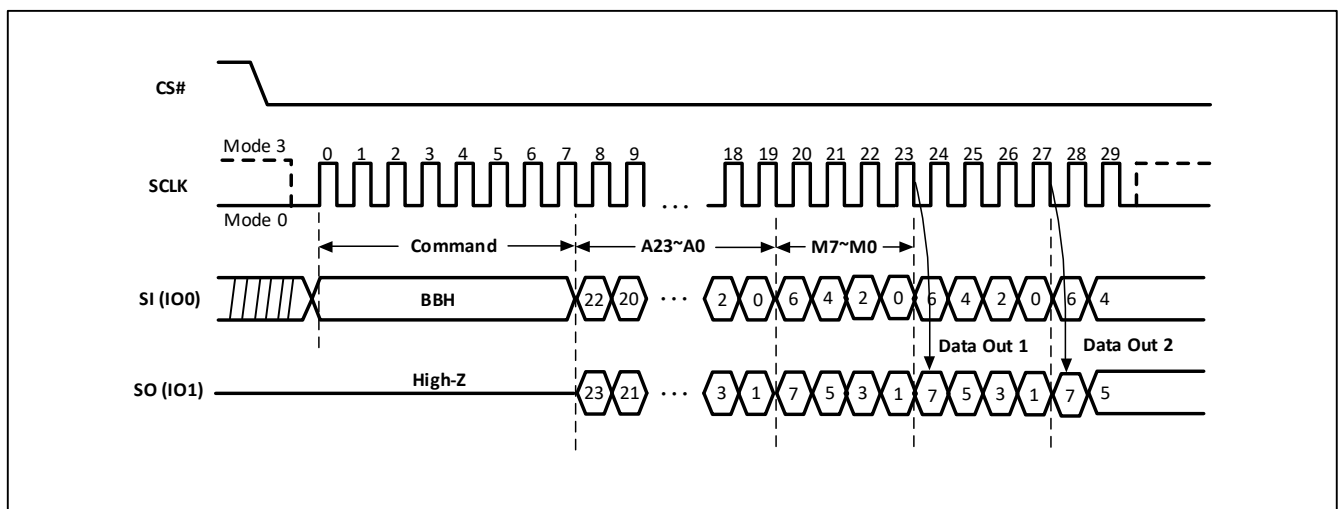 CS#
Mode 3
0 1 2 3 4 5 6 7 8 9 18 19 20 21 22 23 24 25 26 27 28 29
SCLK
...
Mode 0
Command A23~A0 M7~M0
SI (IO0) BBH 22 20 ... 2 0 6 4 2 0 6 4 2 0 6 4
Data Out 1 Data Out 2
High-Z
SO (IO1) 23 21 ... 3 1 7 5 3 1 7 5 3 1 7 5